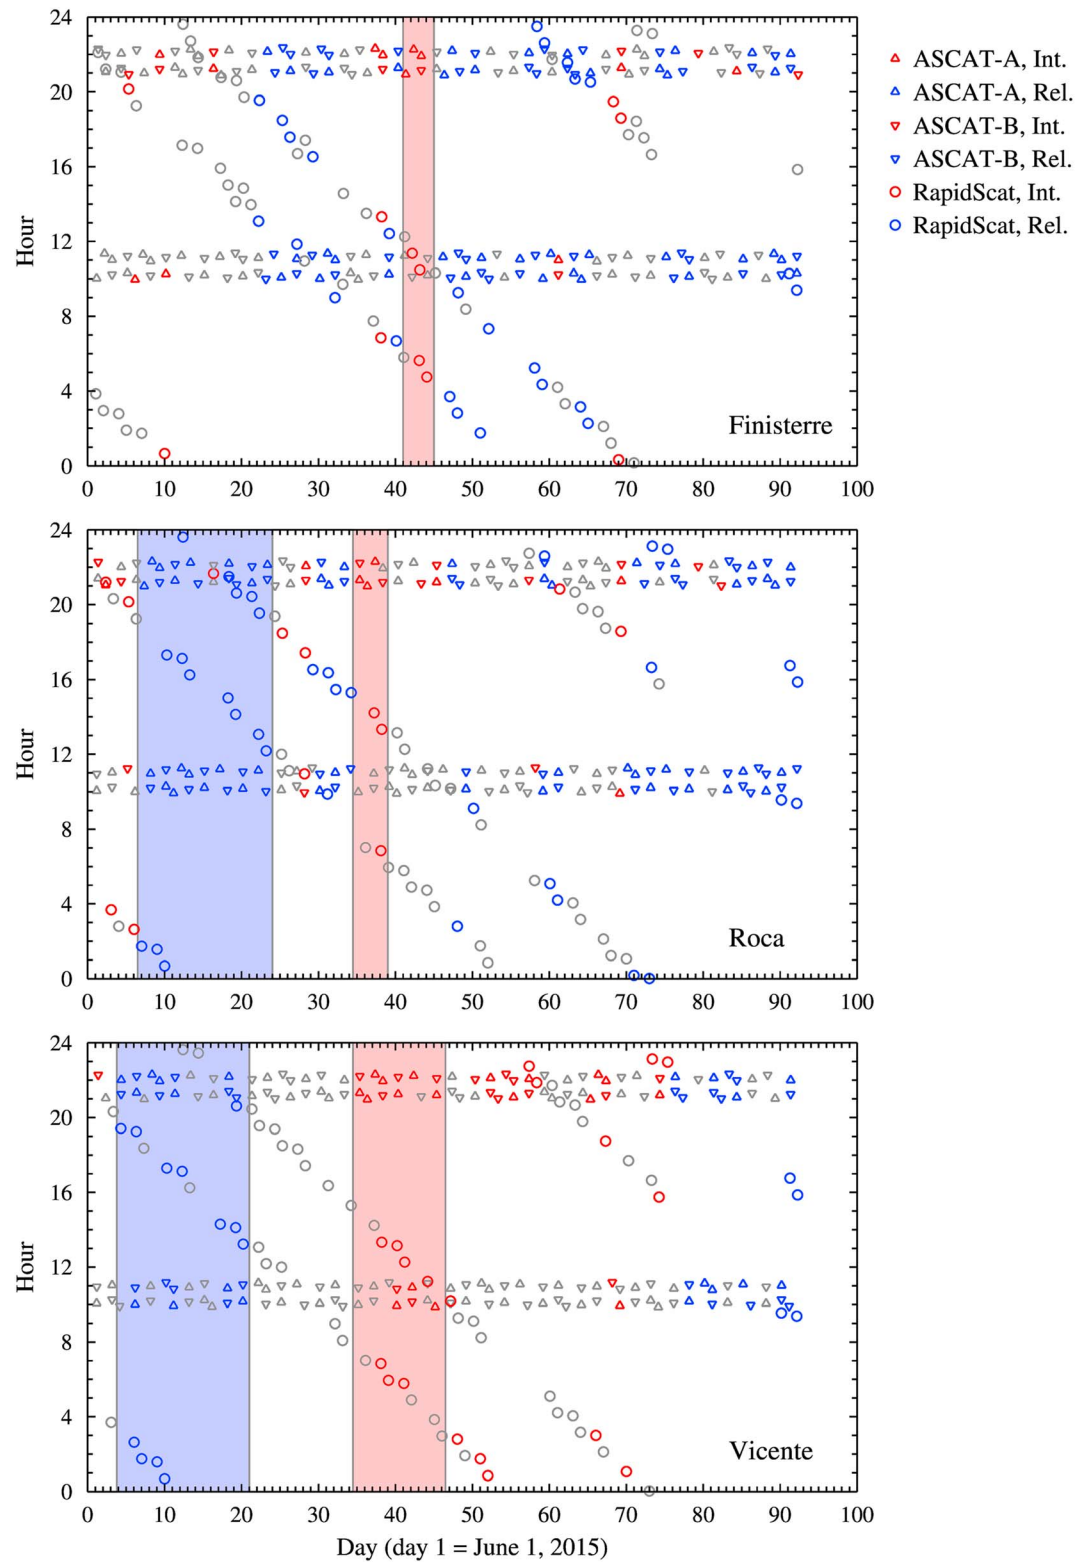 24
20
16
12
8
4
0
Hour
0 10 20 30 40 50 60 70 80 90 100
Finisterre
ASCAT-A, Int.
ASCAT-A, Rel.
ASCAT-B, Int.
ASCAT-B, Rel.
RapidScat, Int.
RapidScat, Rel.
24
20
16
12
8
4
0
Hour
0 10 20 30 40 50 60 70 80 90 100
Roca
24
20
16
12
8
4
0
Hour
0 10 20 30 40 50 60 70 80 90 100
Vicente
Day (day 1 = June 1, 2015)